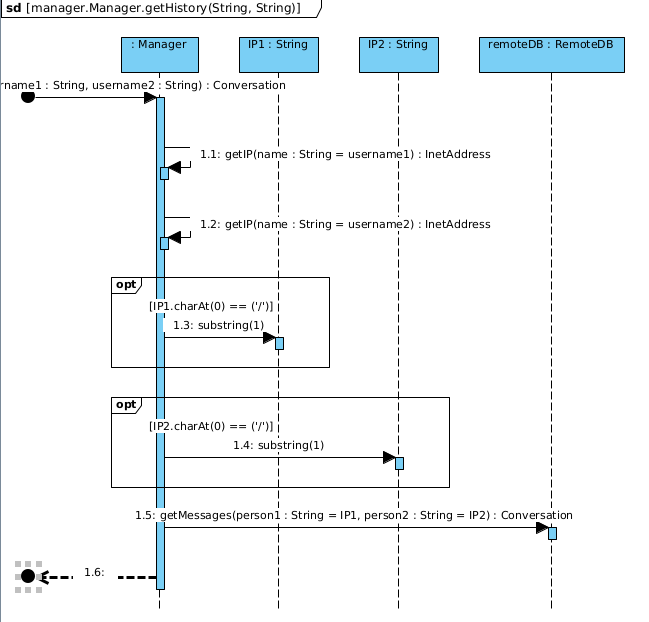 sd [manager.Manager.getHistory(String, String)]
: Manager
IP1 : String
IP2 : String
remoteDB : RemoteDB
rname1 : String, username2 : String) : Conversation
1.1: getIP(name : String = username1) : InetAddress
1.2: getIP(name : String = username2) : InetAddress
opt
[IP1.charAt(0) == ('/')]
1.3: substring(1)
opt
[IP2.charAt(0) == ('/')]
1.4: substring(1)
1.5: getMessages(person1 : String = IP1, person2 : String = IP2) : Conversation
1.6: